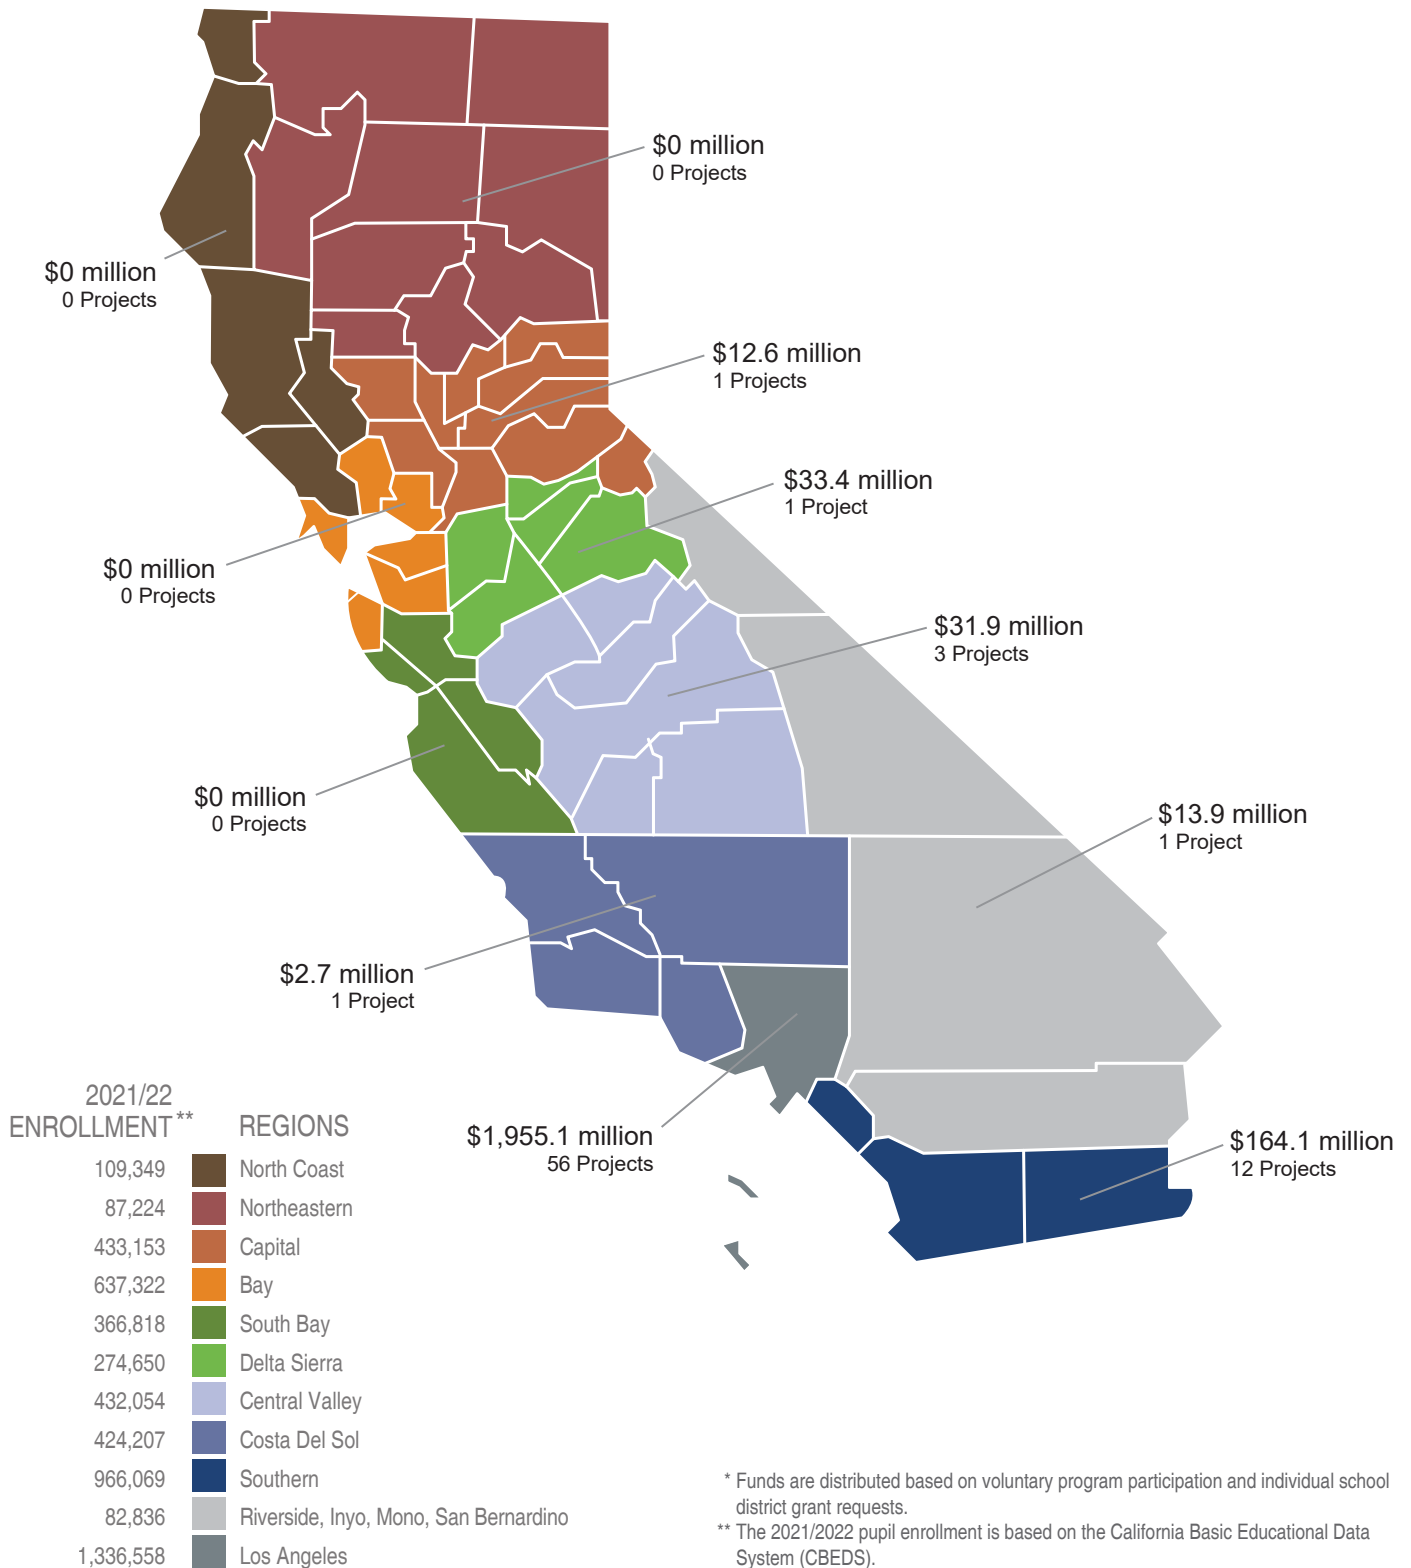 $0 million
0 Projects
$0 million
0 Projects
$12.6 million
1 Projects
$33.4 million
1 Project
$0 million
0 Projects
$31.9 million
3 Projects
$0 million
0 Projects
$13.9 million
1 Project
$2.7 million
1 Project
$1,955.1 million
56 Projects
$164.1 million
12 Projects
2021/22
ENROLLMENT** REGIONS
109,349 North Coast
87,224 Northeastern
433,153 Capital
637,322 Bay
366,818 South Bay
274,650 Delta Sierra
432,054 Central Valley
424,207 Costa Del Sol
966,069 Southern
82,836 Riverside, Inyo, Mono, San Bernardino
1,336,558 Los Angeles
* Funds are distributed based on voluntary program participation and individual school
district grant requests.
** The 2021/2022 pupil enrollment is based on the California Basic Educational Data
System (CBEDS).